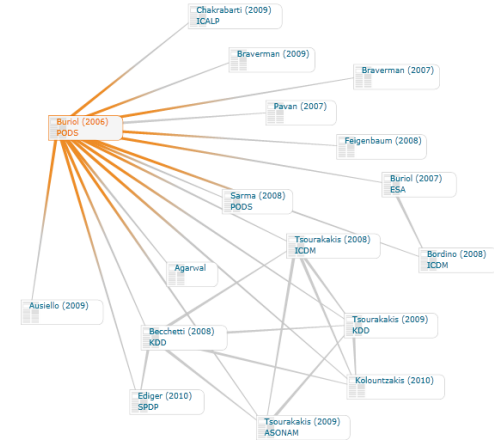 Chakrabarti (2009)
ICALP
Braverman (2009)
Braverman (2007)
Pavan (2007)
Buriol (2006)
PODS
Feigenbaum (2008)
Buriol (2007)
ESA
Sarma (2008)
PODS
Tsourakakis (2008)
ICDM
Bordino (2008)
ICDM
Agarwal
Ausiello (2009)
Tsourakakis (2009)
KDD
Becchetti (2008)
KDD
Kolountzakis (2010)
Ediger (2010)
SPDP
Tsourakakis (2009)
ASONAM